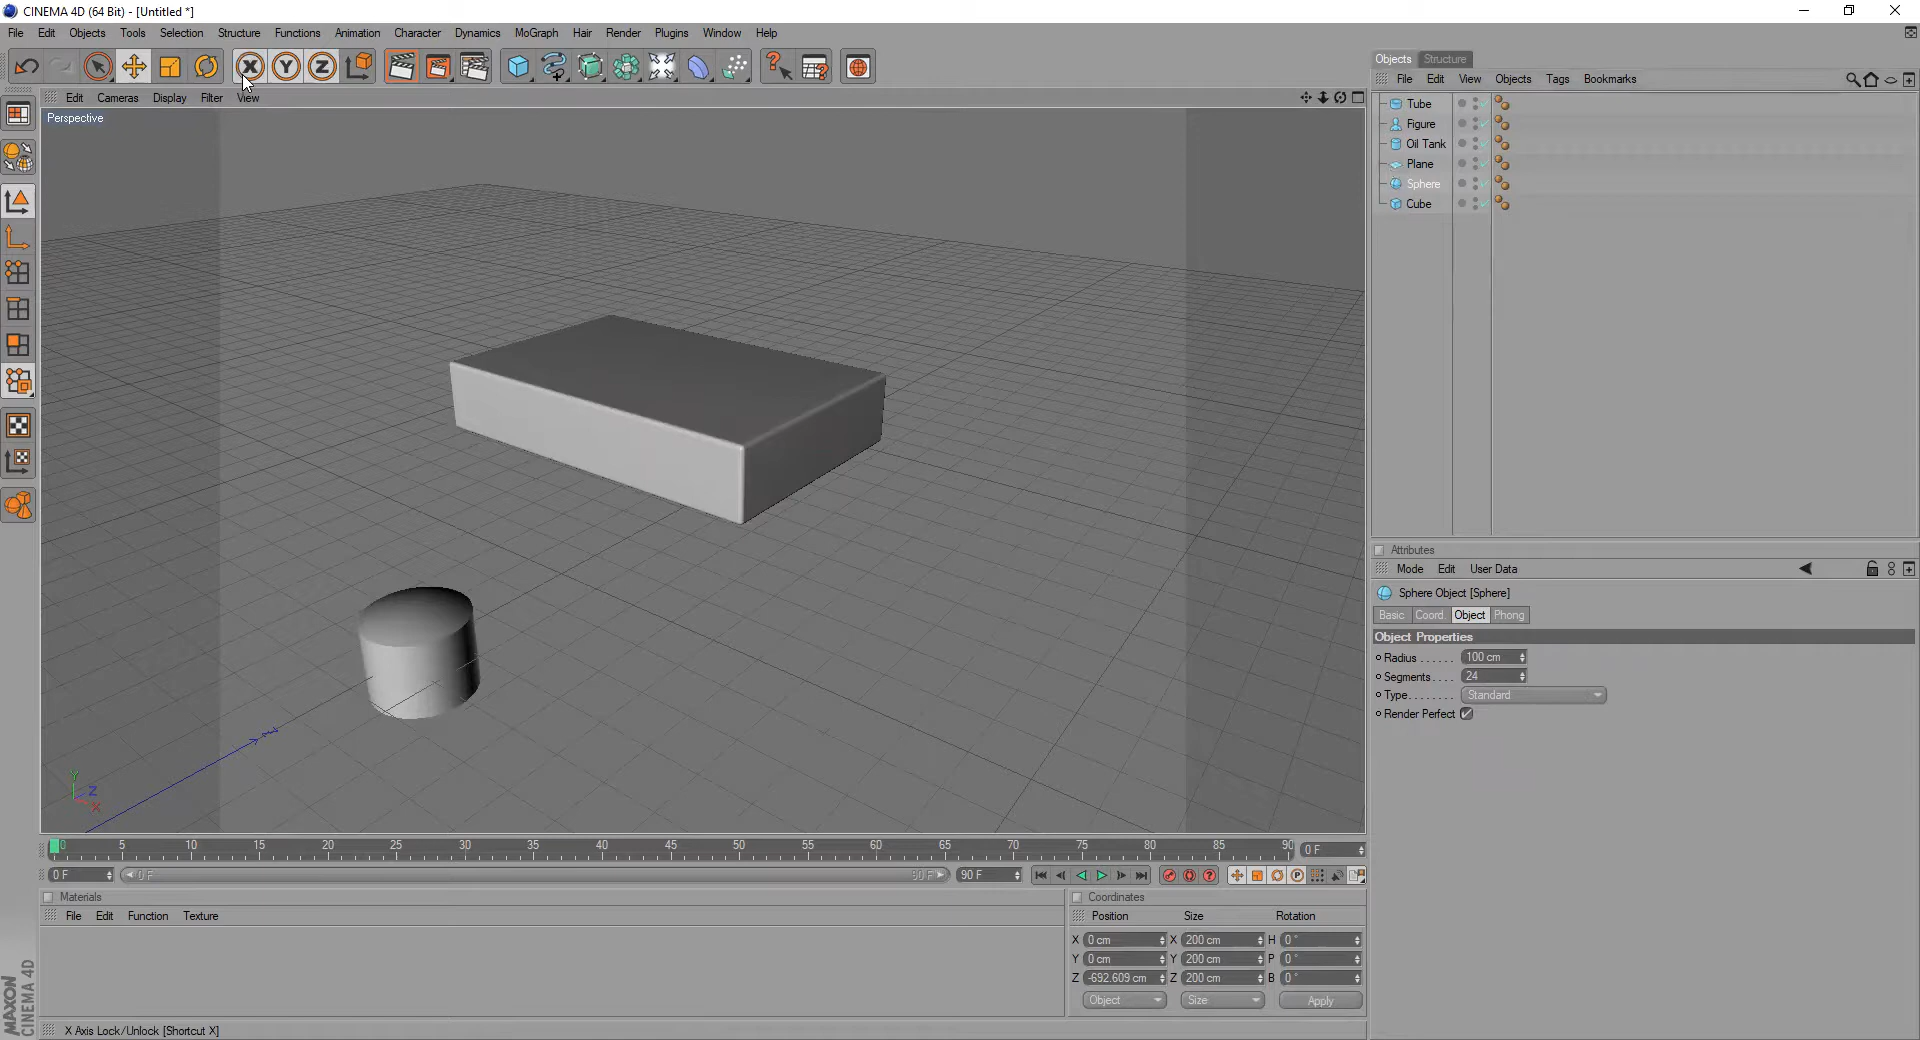 CINEMA 4D (64 Bit) - [Untitled *]
File Edit Objects Tools Selection Structure Functions Animation Character Dynamics MoGraph Hair Render Plugins Window Help
X Y Z
Objects Structure
File Edit View Objects Tags Bookmarks
Edit Cameras Display Filter View
Perspective
Tube
Figure
Oil Tank
Plane
Sphere
Cube
Attributes
Mode Edit User Data
Sphere Object [Sphere]
Basic Coord. Object Phong
Object Properties
Radius . . . . . . 100 cm
Segments. . . . 24
Type. . . . . . . . Standard
Render Perfect
Y
Z
X
0 5 10 15 20 25 30 35 40 45 50 55 60 65 70 75 80 85 90 0 F
0 F 0 F 90 F 90 F
Materials
File Edit Function Texture
Coordinates
Position Size Rotation
X 0 cm X 200 cm H 0 °
Y 0 cm Y 200 cm P 0 °
Z -692.609 cm Z 200 cm B 0 °
Object Size Apply
MAXON
CINEMA 4D
X Axis Lock/Unlock [Shortcut X]